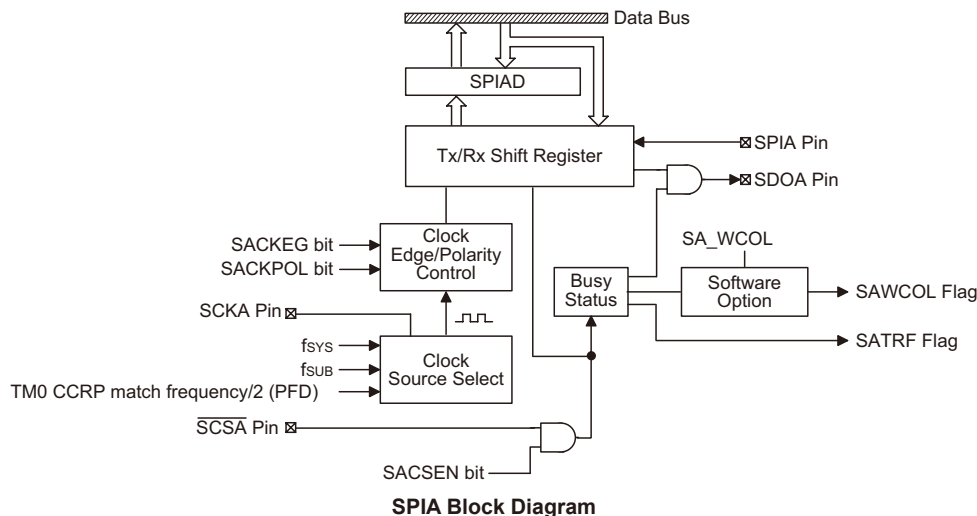 Data Bus
SPIAD
Tx/Rx Shift Register
SPIA Pin
SDOA Pin
SACKEG bit
SACKPOL bit
Clock
Edge/Polarity
Control
SA_WCOL
Busy
Status
Software
Option
SAWCOL Flag
SCKA Pin
SATRF Flag
fSYS
fSUB
TM0 CCRP match frequency/2 (PFD)
Clock
Source Select
SCSA Pin
SACSEN bit
SPIA Block Diagram